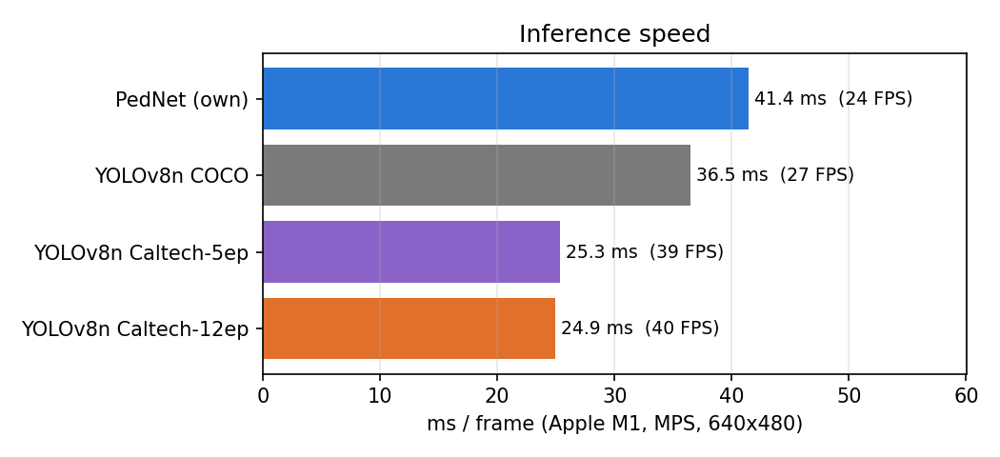 Inference speed
PedNet (own)
41.4 ms  (24 FPS)
YOLOv8n COCO
36.5 ms  (27 FPS)
YOLOv8n Caltech-5ep
25.3 ms  (39 FPS)
YOLOv8n Caltech-12ep
24.9 ms  (40 FPS)
0 10 20 30 40 50 60
ms / frame (Apple M1, MPS, 640x480)